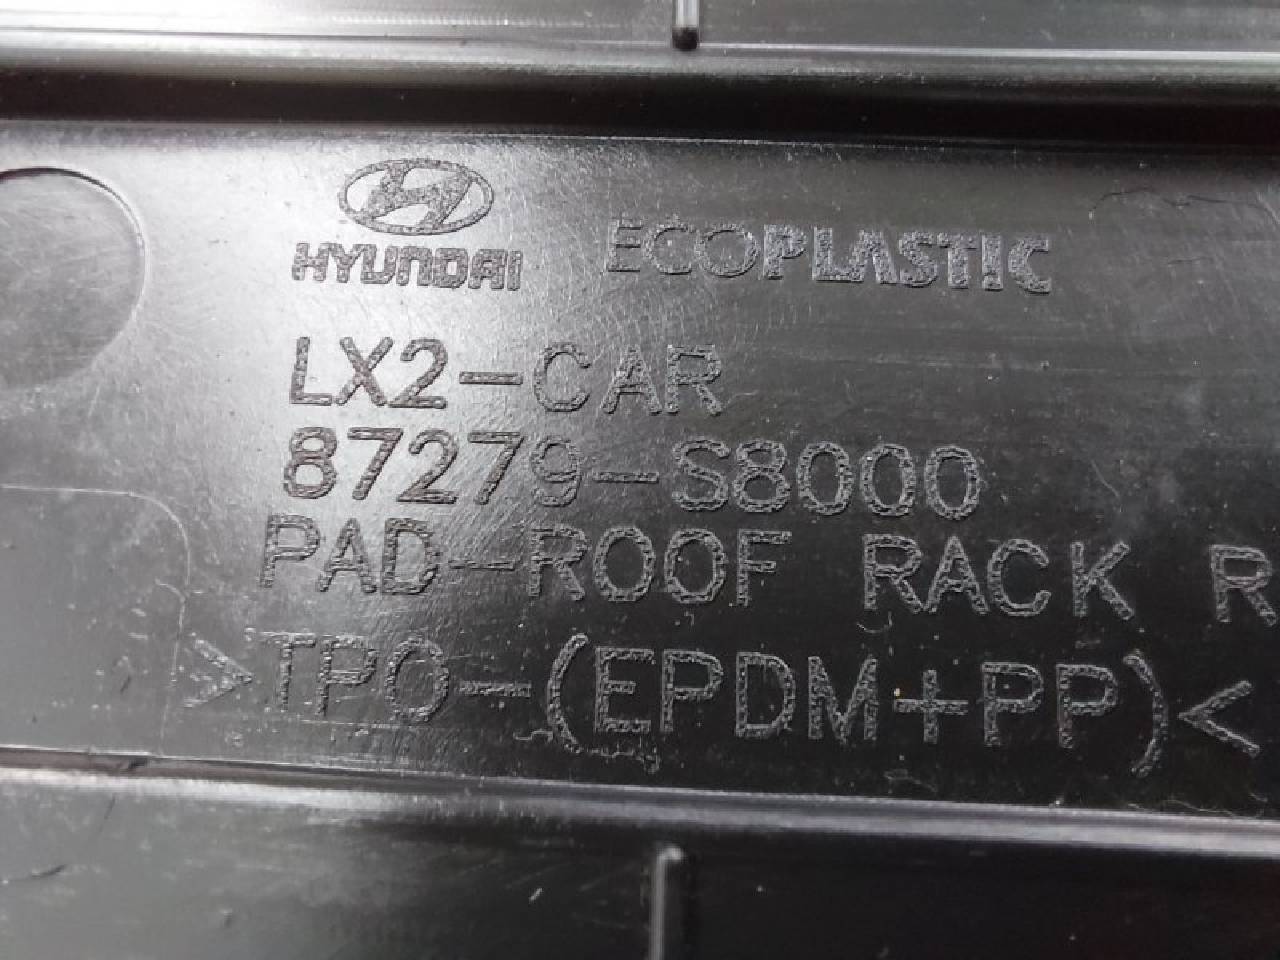 HYUNDAI ECOPLASTIC
LX2-CAR
87279-S8000
PAD-ROOF RACK R
>TPO-(EPDM+PP)<